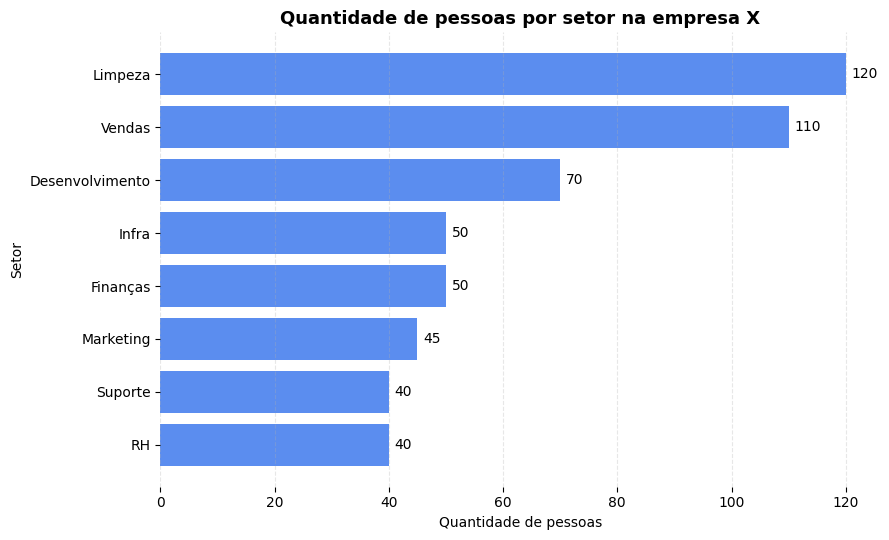 Quantidade de pessoas por setor na empresa X
Setor
Limpeza 120
Vendas 110
Desenvolvimento 70
Infra 50
Finanças 50
Marketing 45
Suporte 40
RH 40
0 20 40 60 80 100 120
Quantidade de pessoas